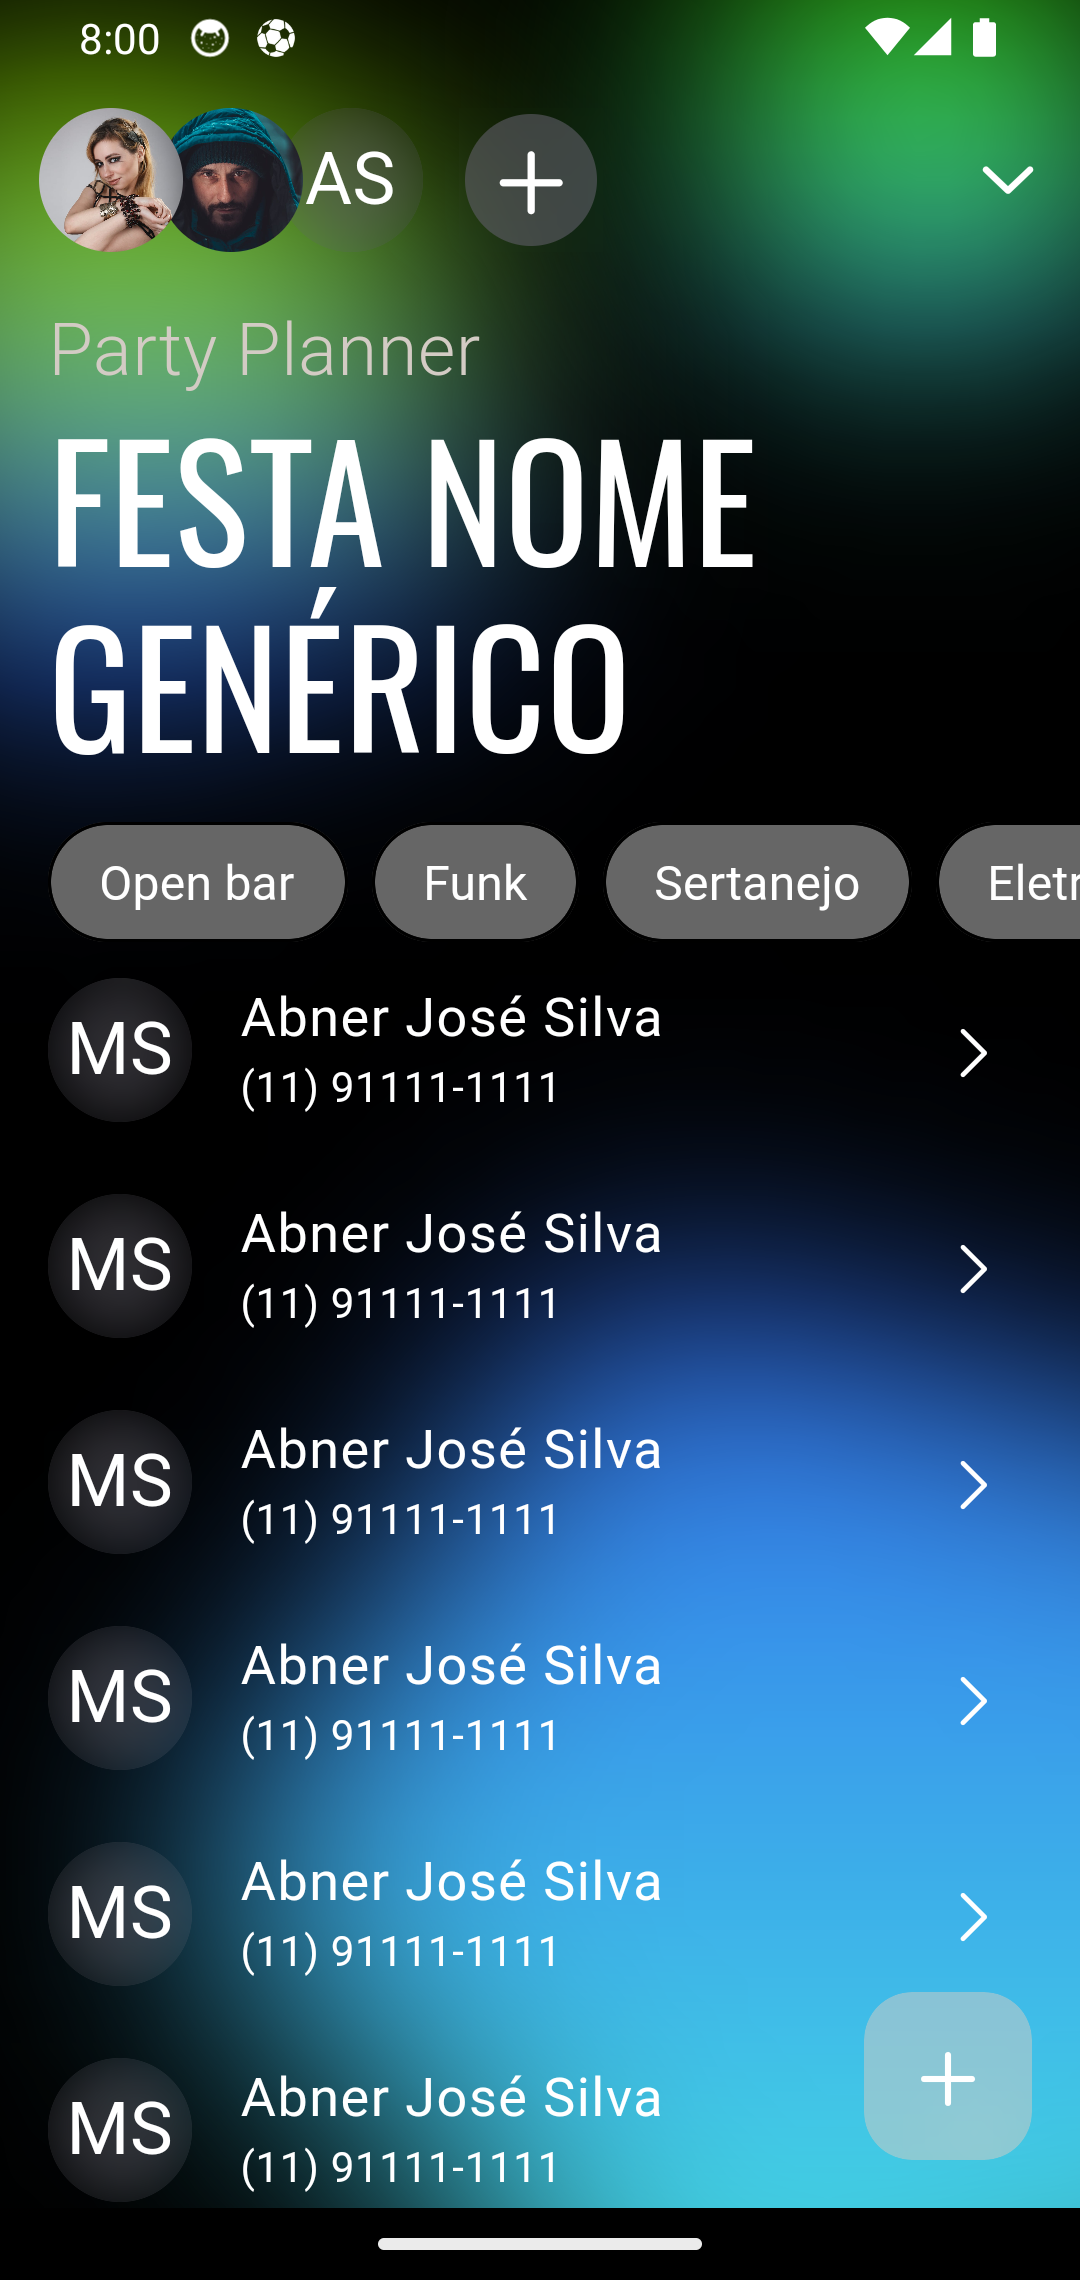 8:00
AS
Party Planner
FESTA NOME
GENÉRICO
Open bar Funk Sertanejo Eletr
MS Abner José Silva
(11) 91111-1111
MS Abner José Silva
(11) 91111-1111
MS Abner José Silva
(11) 91111-1111
MS Abner José Silva
(11) 91111-1111
MS Abner José Silva
(11) 91111-1111
MS Abner José Silva
(11) 91111-1111